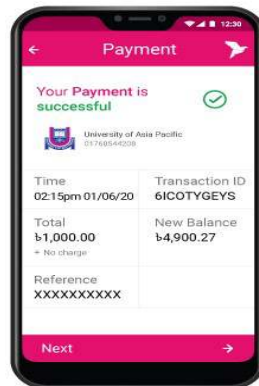 12:30
Payment
Your Payment is
successful
University of Asia Pacific
01768544208
Time
02:15pm 01/06/20
Transaction ID
6ICOTYGEYS
Total
৳1,000.00
+ No charge
New Balance
৳4,900.27
Reference
XXXXXXXXXX
Next